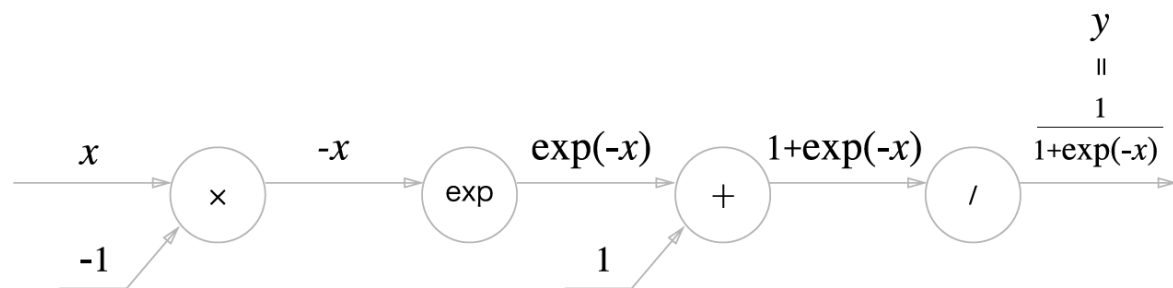 y
=
1
1+exp(-x)
x
-x
exp(-x)
1+exp(-x)
×
exp
+
/
-1
1